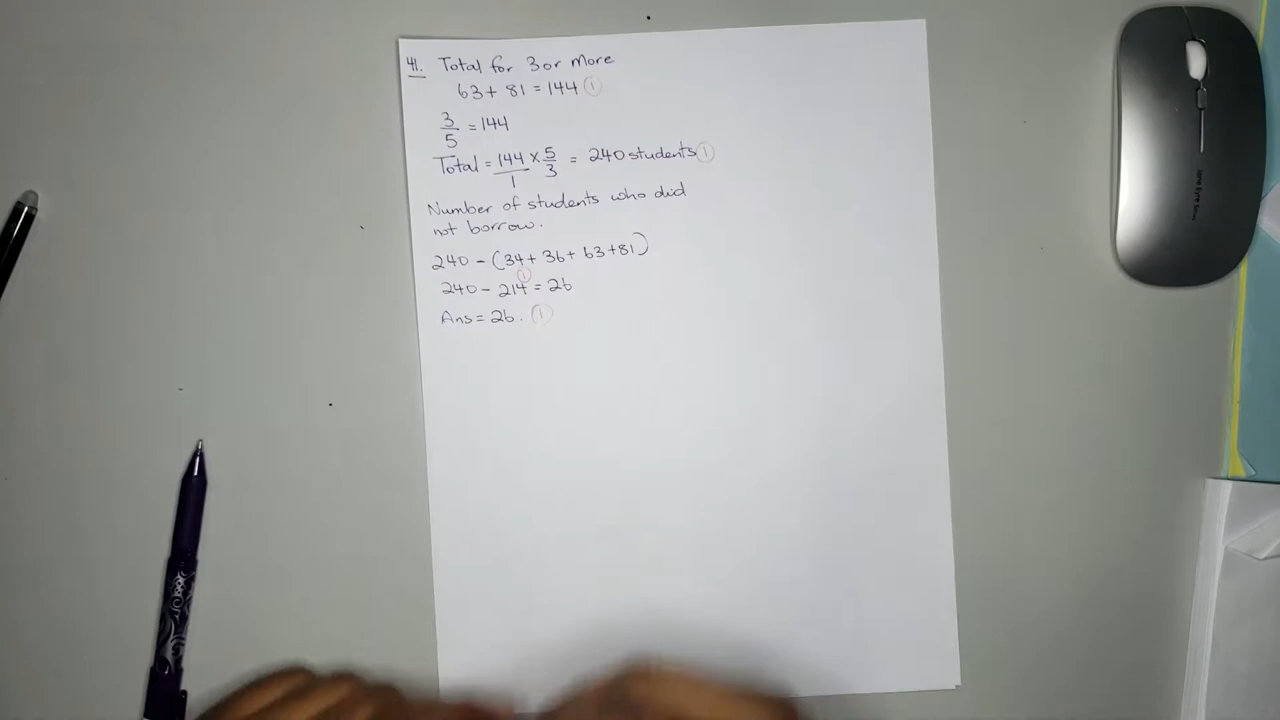 41. Total for 3 or More
63 + 81 = 144 ①
3/5 = 144
Total = 144/1 × 5/3 = 240 students ①
Number of students who did
not borrow.
240 - (34 + 36 + 63 + 81)
①
240 - 214 = 26
Ans = 26. ①